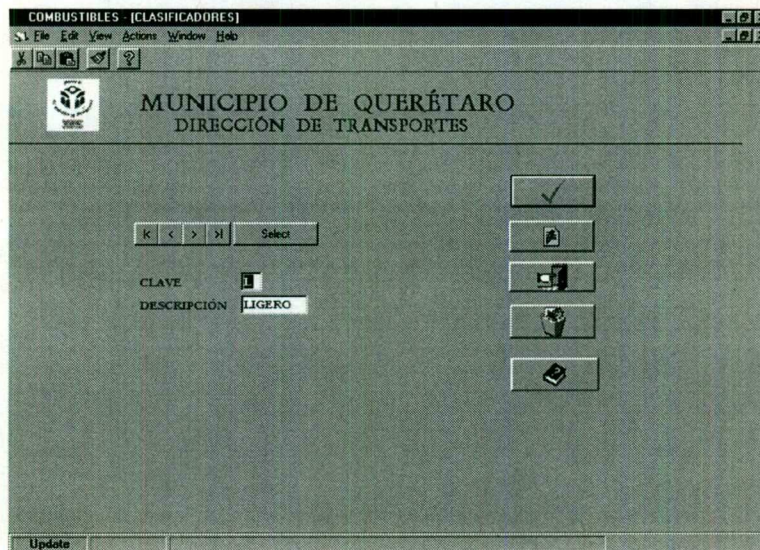 COMBUSTIBLES - [CLASIFICADORES]
File Edit View Actions Window Help
MUNICIPIO DE QUERÉTARO
DIRECCIÓN DE TRANSPORTES
Select
CLAVE L
DESCRIPCIÓN LIGERO
Update